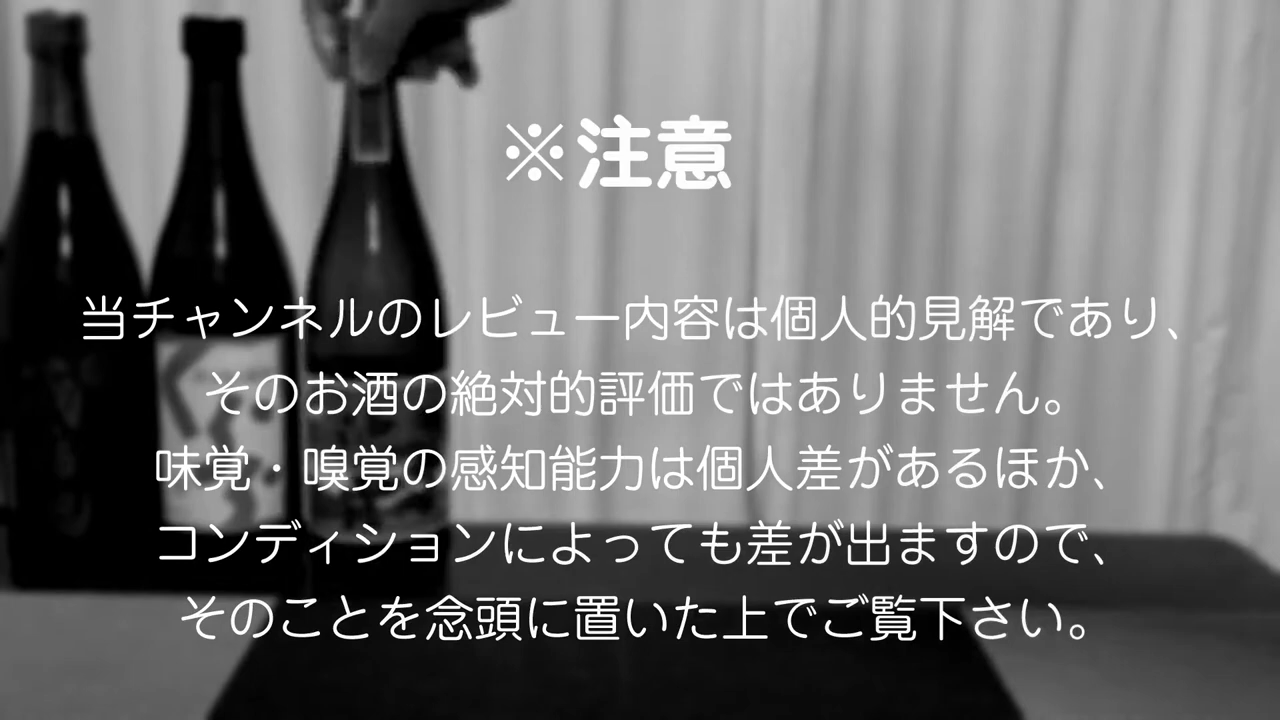 ※注意
当チャンネルのレビュー内容は個人的見解であり、
そのお酒の絶対的評価ではありません。
味覚・嗅覚の感知能力は個人差があるほか、
コンディションによっても差が出ますので、
そのことを念頭に置いた上でご覧下さい。